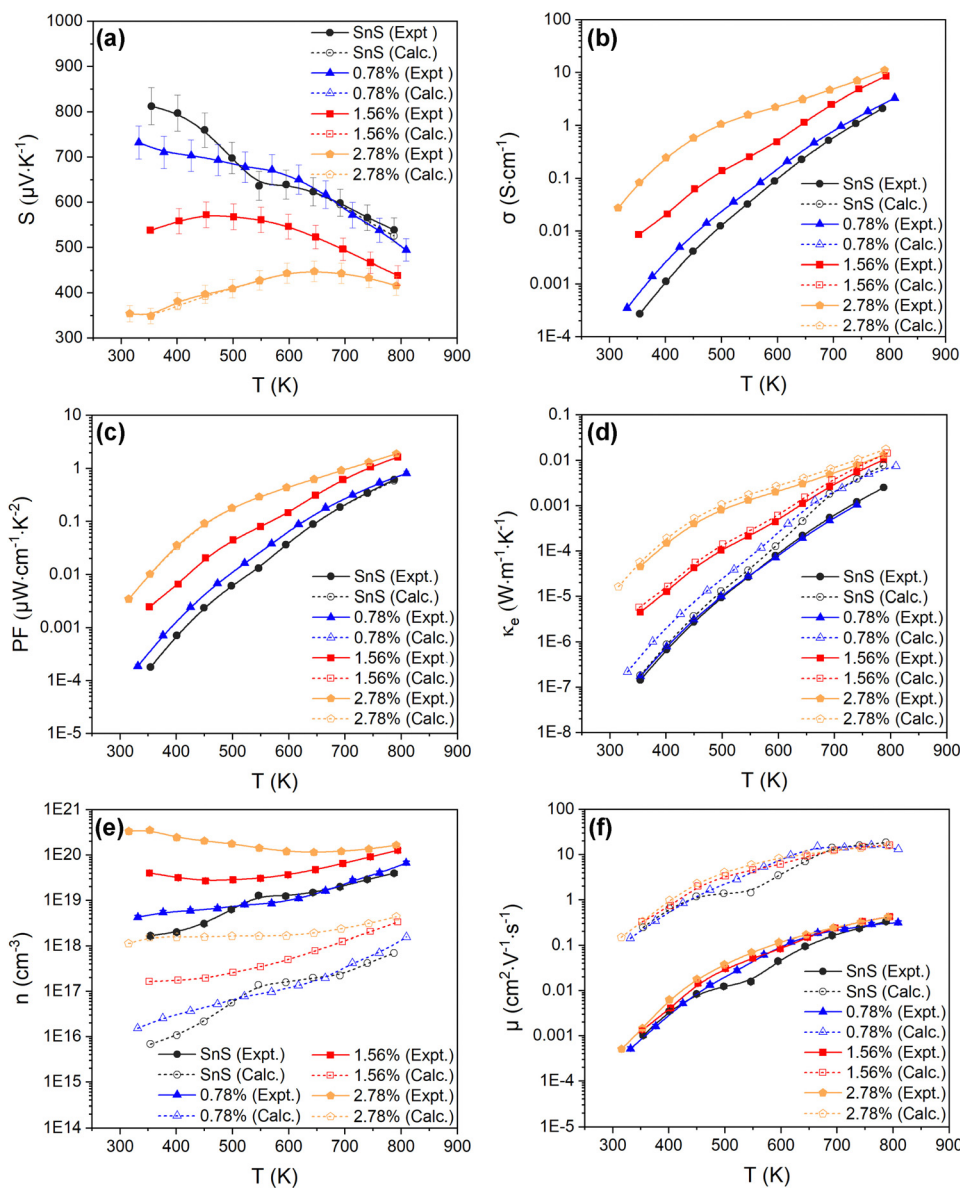 (a)
1000
900
800
700
600
500
400
300
S (µV·K⁻¹)
300 400 500 600 700 800 900
T (K)
SnS (Expt )
SnS (Calc.)
0.78% (Expt )
0.78% (Calc.)
1.56% (Expt )
1.56% (Calc.)
2.78% (Expt )
2.78% (Calc.)
(b)
100
10
1
0.1
0.01
0.001
1E-4
σ (S·cm⁻¹)
300 400 500 600 700 800 900
T (K)
SnS (Expt.)
SnS (Calc.)
0.78% (Expt.)
0.78% (Calc.)
1.56% (Expt.)
1.56% (Calc.)
2.78% (Expt.)
2.78% (Calc.)
(c)
10
1
0.1
0.01
0.001
1E-4
1E-5
PF (µW·cm⁻¹·K⁻²)
300 400 500 600 700 800 900
T (K)
SnS (Expt.)
SnS (Calc.)
0.78% (Expt.)
0.78% (Calc.)
1.56% (Expt.)
1.56% (Calc.)
2.78% (Expt.)
2.78% (Calc.)
(d)
0.1
0.01
0.001
1E-4
1E-5
1E-6
1E-7
1E-8
κe (W·m⁻¹·K⁻¹)
300 400 500 600 700 800 900
T (K)
SnS (Expt.)
SnS (Calc.)
0.78% (Expt.)
0.78% (Calc.)
1.56% (Expt.)
1.56% (Calc.)
2.78% (Expt.)
2.78% (Calc.)
(e)
1E21
1E20
1E19
1E18
1E17
1E16
1E15
1E14
n (cm⁻³)
300 400 500 600 700 800 900
T (K)
SnS (Expt.)
SnS (Calc.)
0.78% (Expt.)
0.78% (Calc.)
1.56% (Expt.)
1.56% (Calc.)
2.78% (Expt.)
2.78% (Calc.)
(f)
100
10
1
0.1
0.01
0.001
1E-4
1E-5
µ (cm²·V⁻¹·s⁻¹)
300 400 500 600 700 800 900
T (K)
SnS (Expt.)
SnS (Calc.)
0.78% (Expt.)
0.78% (Calc.)
1.56% (Expt.)
1.56% (Calc.)
2.78% (Expt.)
2.78% (Calc.)